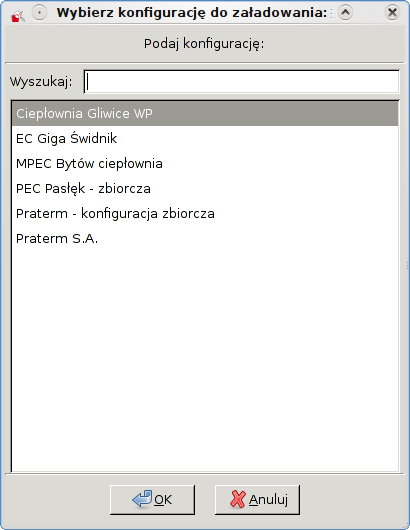 Wybierz konfigurację do załadowania:
Podaj konfigurację:
Wyszukaj:
Ciepłownia Gliwice WP
EC Giga Świdnik
MPEC Bytów ciepłownia
PEC Pasłęk - zbiorcza
Praterm - konfiguracja zbiorcza
Praterm S.A.
OK
Anuluj